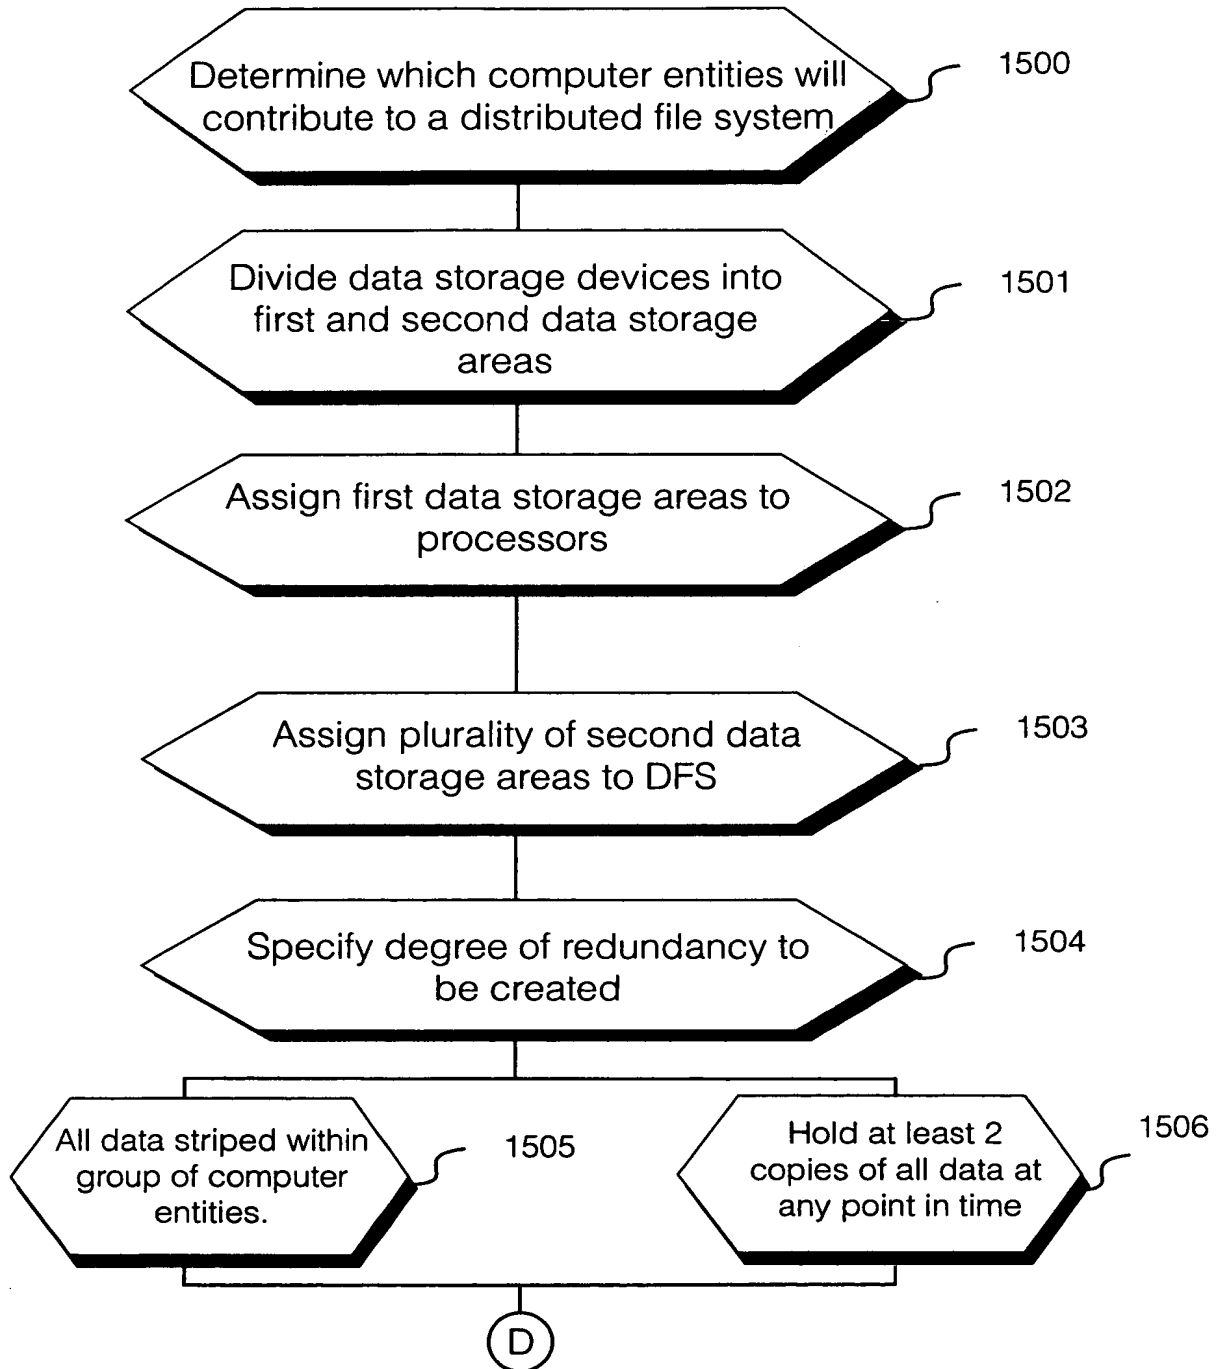 Determine which computer entities will
contribute to a distributed file system
1500
Divide data storage devices into
first and second data storage
areas
1501
Assign first data storage areas to
processors
1502
Assign plurality of second data
storage areas to DFS
1503
Specify degree of redundancy to
be created
1504
All data striped within
group of computer
entities.
1505
Hold at least 2
copies of all data at
any point in time
1506
D